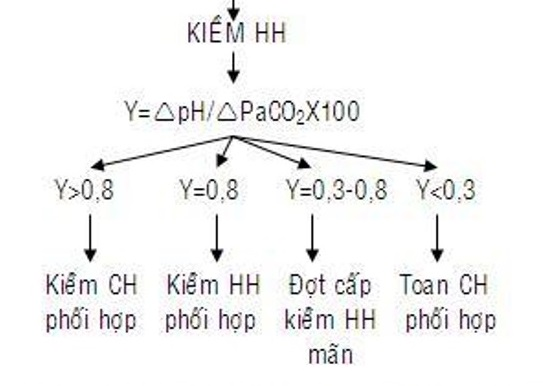 KIỀM HH
Y=△pH/△PaCO₂X100
Y>0,8 Y=0,8 Y=0,3-0,8 Y<0,3
Kiềm CH Kiềm HH Đợt cấp Toan CH
phối hợp phối hợp kiềm HH phối hợp
mãn